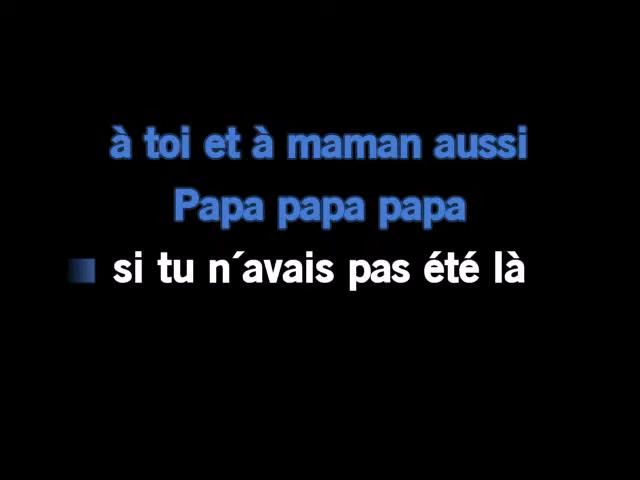 à toi et à maman aussi
Papa papa papa
si tu n´avais pas été là